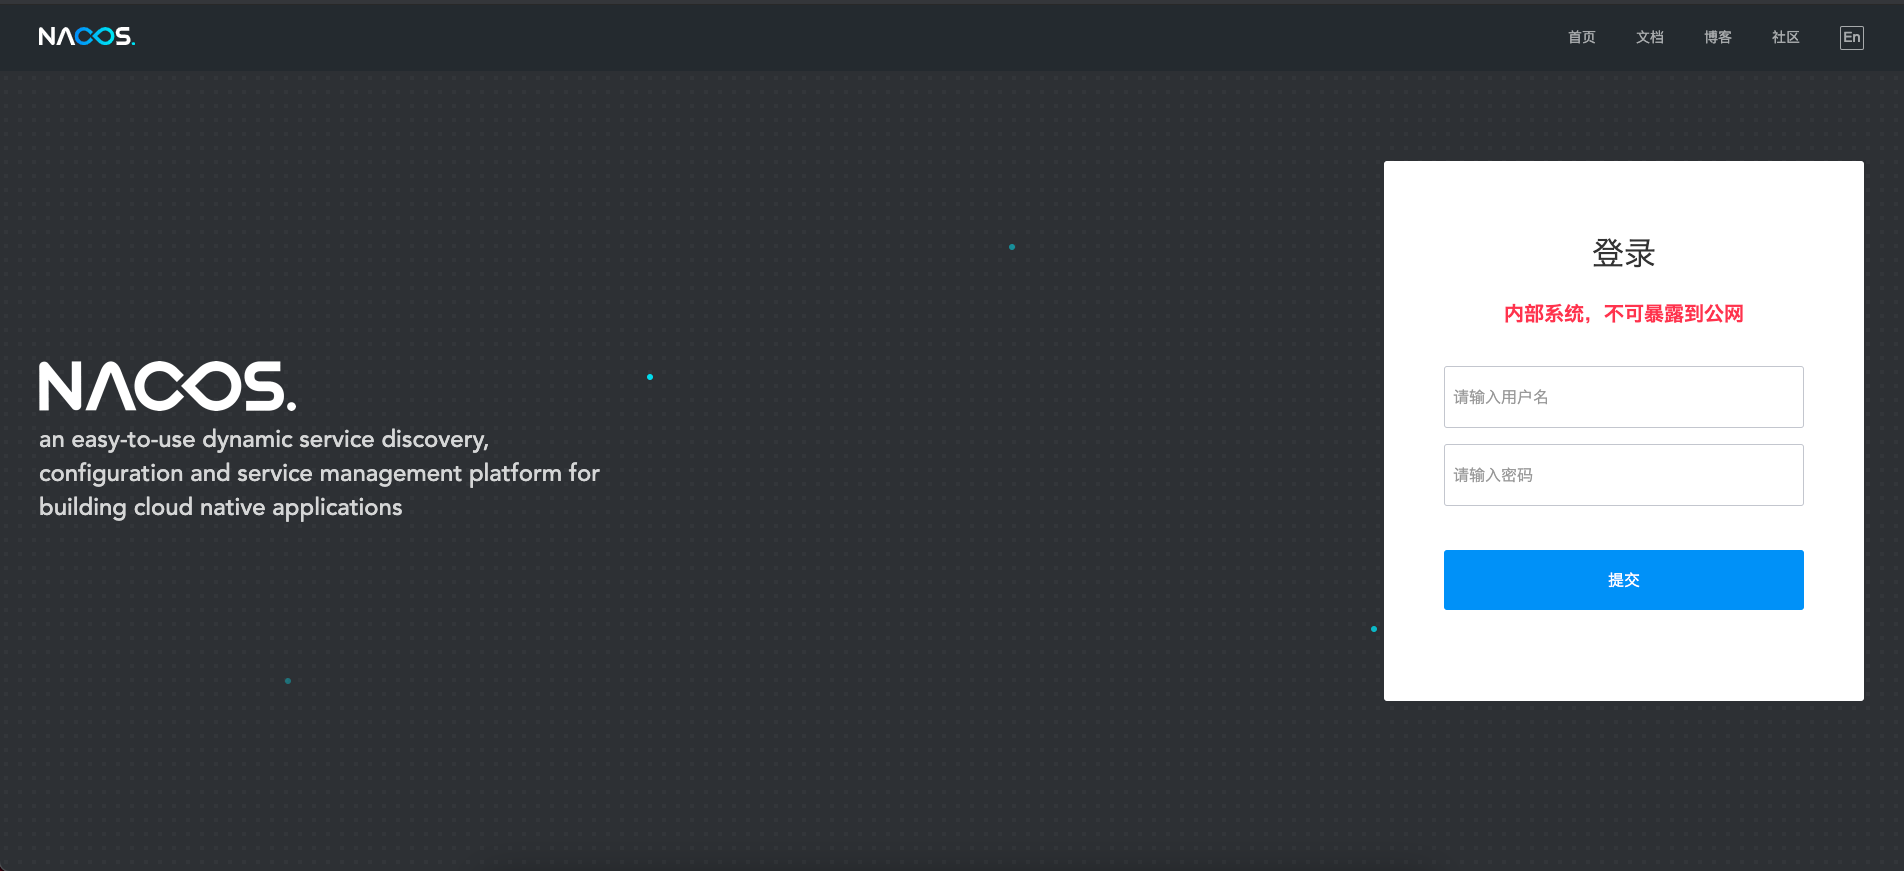 NACOS.
首页
文档
博客
社区
En
NACOS.
an easy-to-use dynamic service discovery,
configuration and service management platform for
building cloud native applications
登录
内部系统，不可暴露到公网
请输入用户名
请输入密码
提交